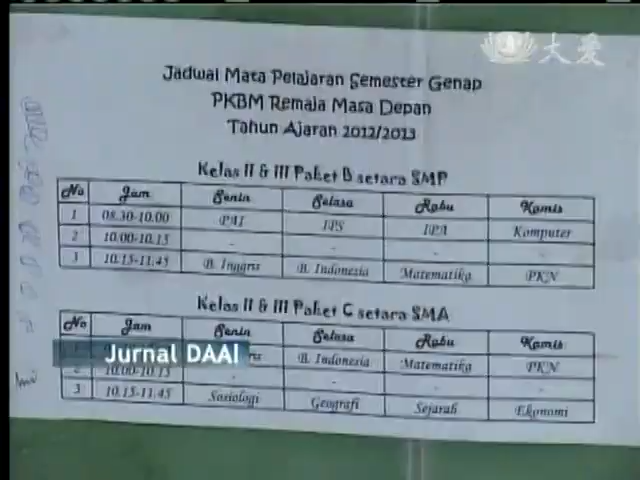 大爱
Jadwal Mata Pelajaran Semester Genap
PKBM Remaja Masa Depan
Tahun Ajaran 2012/2013
Kelas II & III Paket B setara SMP
No Jam Senin Selasa Rabu Kamis
1 08.30-10.00 PAI IPS IPA Komputer
2 10.00-10.15 - - - -
3 10.15-11.45 B. Inggris B. Indonesia Matematika PKN
Kelas II & III Paket C setara SMA
No Jam Senin Selasa Rabu Kamis
B. Indonesia Matematika PKN
Jurnal DAAI
2 10.00-10.15 - - - -
3 10.15-11.45 Sosiologi Geografi Sejarah Ekonomi